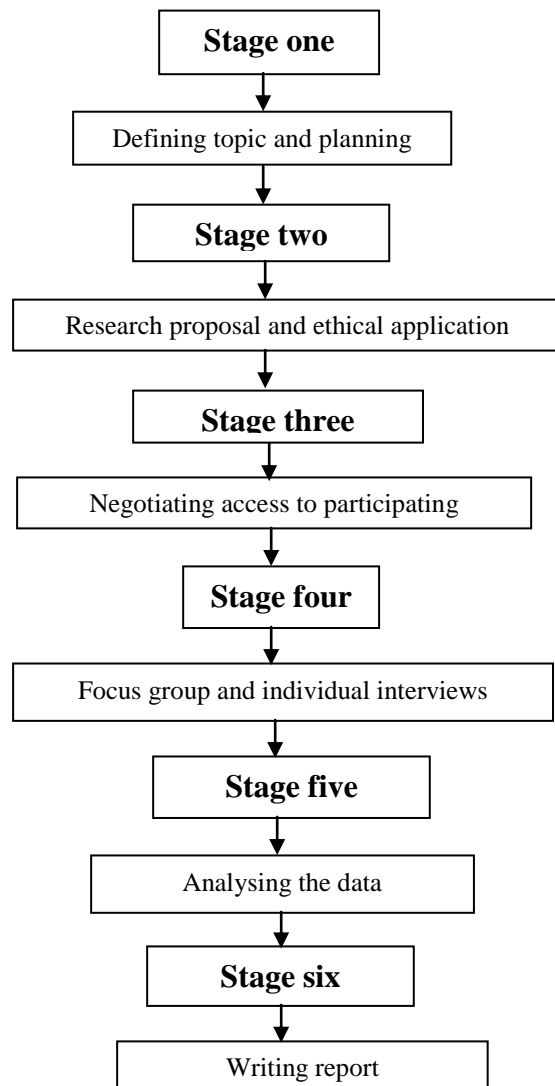 Stage one
Defining topic and planning
Stage two
Research proposal and ethical application
Stage three
Negotiating access to participating
Stage four
Focus group and individual interviews
Stage five
Analysing the data
Stage six
Writing report